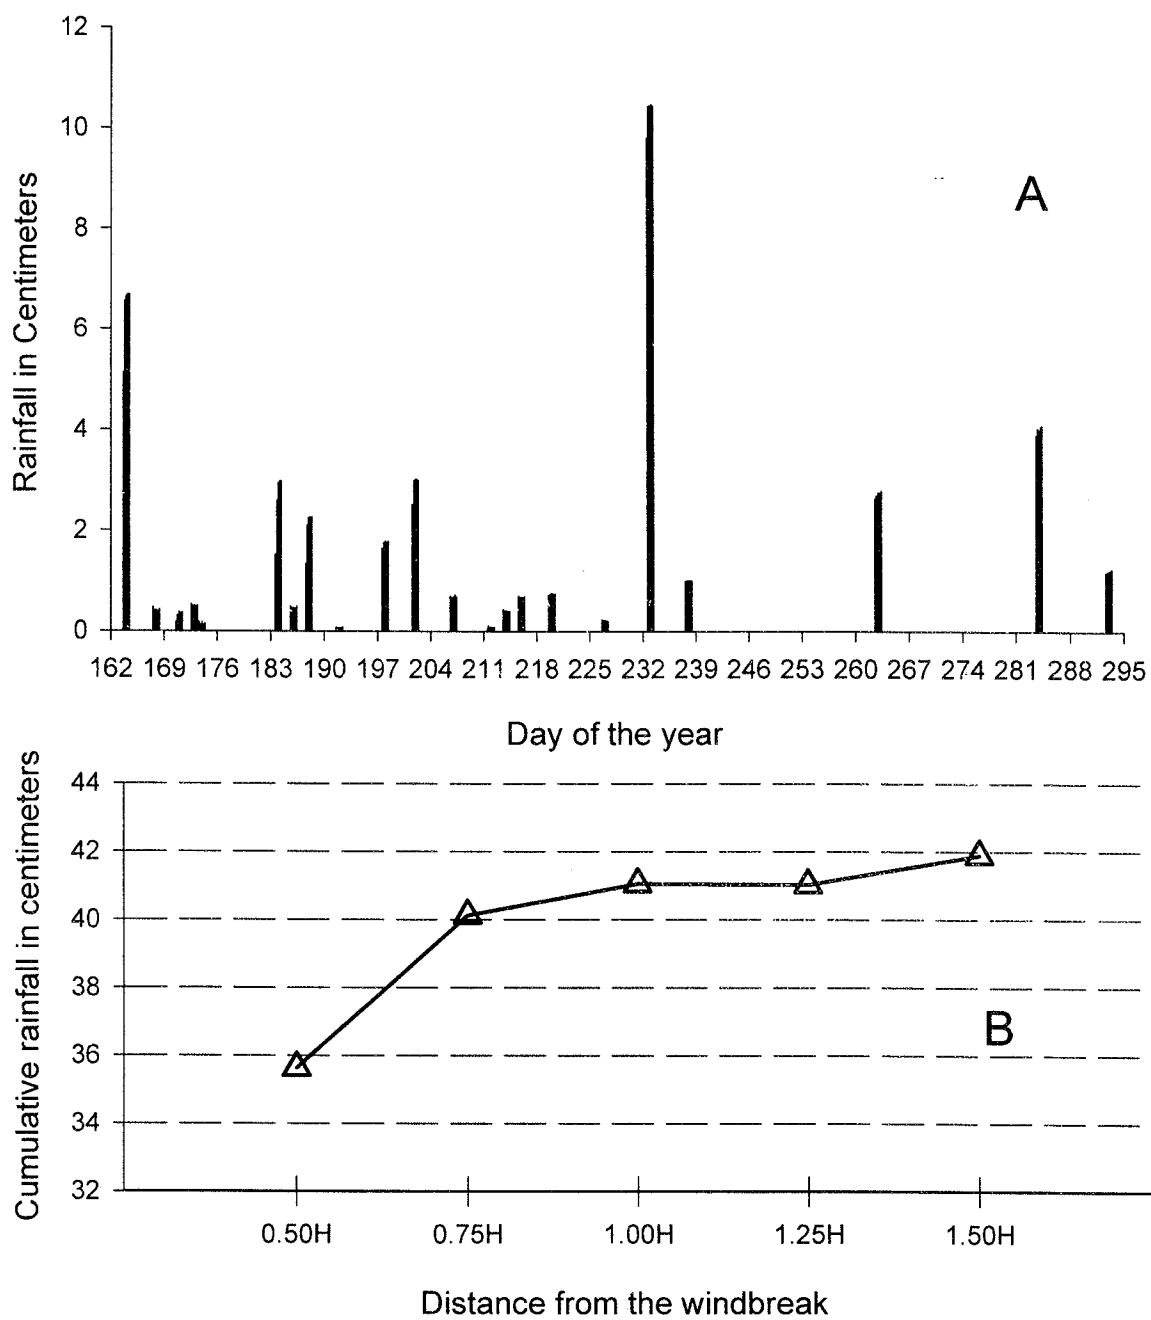 12
10
8
6
4
2
0
Rainfall in Centimeters
A
162 169 176 183 190 197 204 211 218 225 232 239 246 253 260 267 274 281 288 295
Day of the year
44
42
40
38
36
34
32
Cumulative rainfall in centimeters
B
0.50H 0.75H 1.00H 1.25H 1.50H
Distance from the windbreak